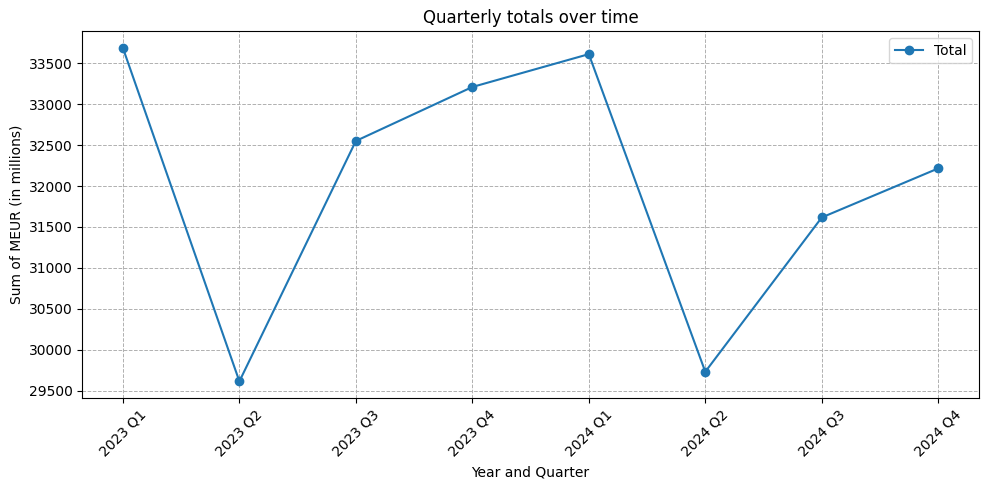 Quarterly totals over time
Total
Sum of MEUR (in millions)
33500
33000
32500
32000
31500
31000
30500
30000
29500
2023 Q1
2023 Q2
2023 Q3
2023 Q4
2024 Q1
2024 Q2
2024 Q3
2024 Q4
Year and Quarter